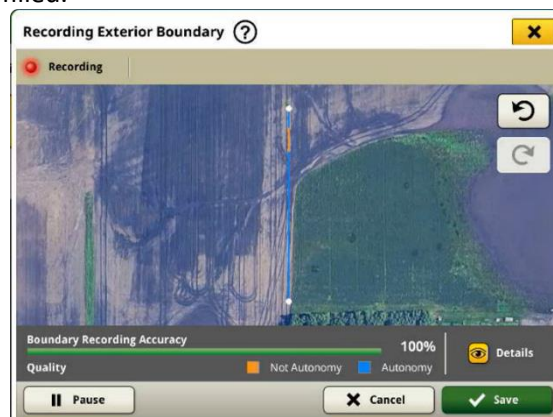 Recording Exterior Boundary ?
Recording
Boundary Recording Accuracy
100%
Quality
Not Autonomy
Autonomy
Details
Pause
Cancel
Save